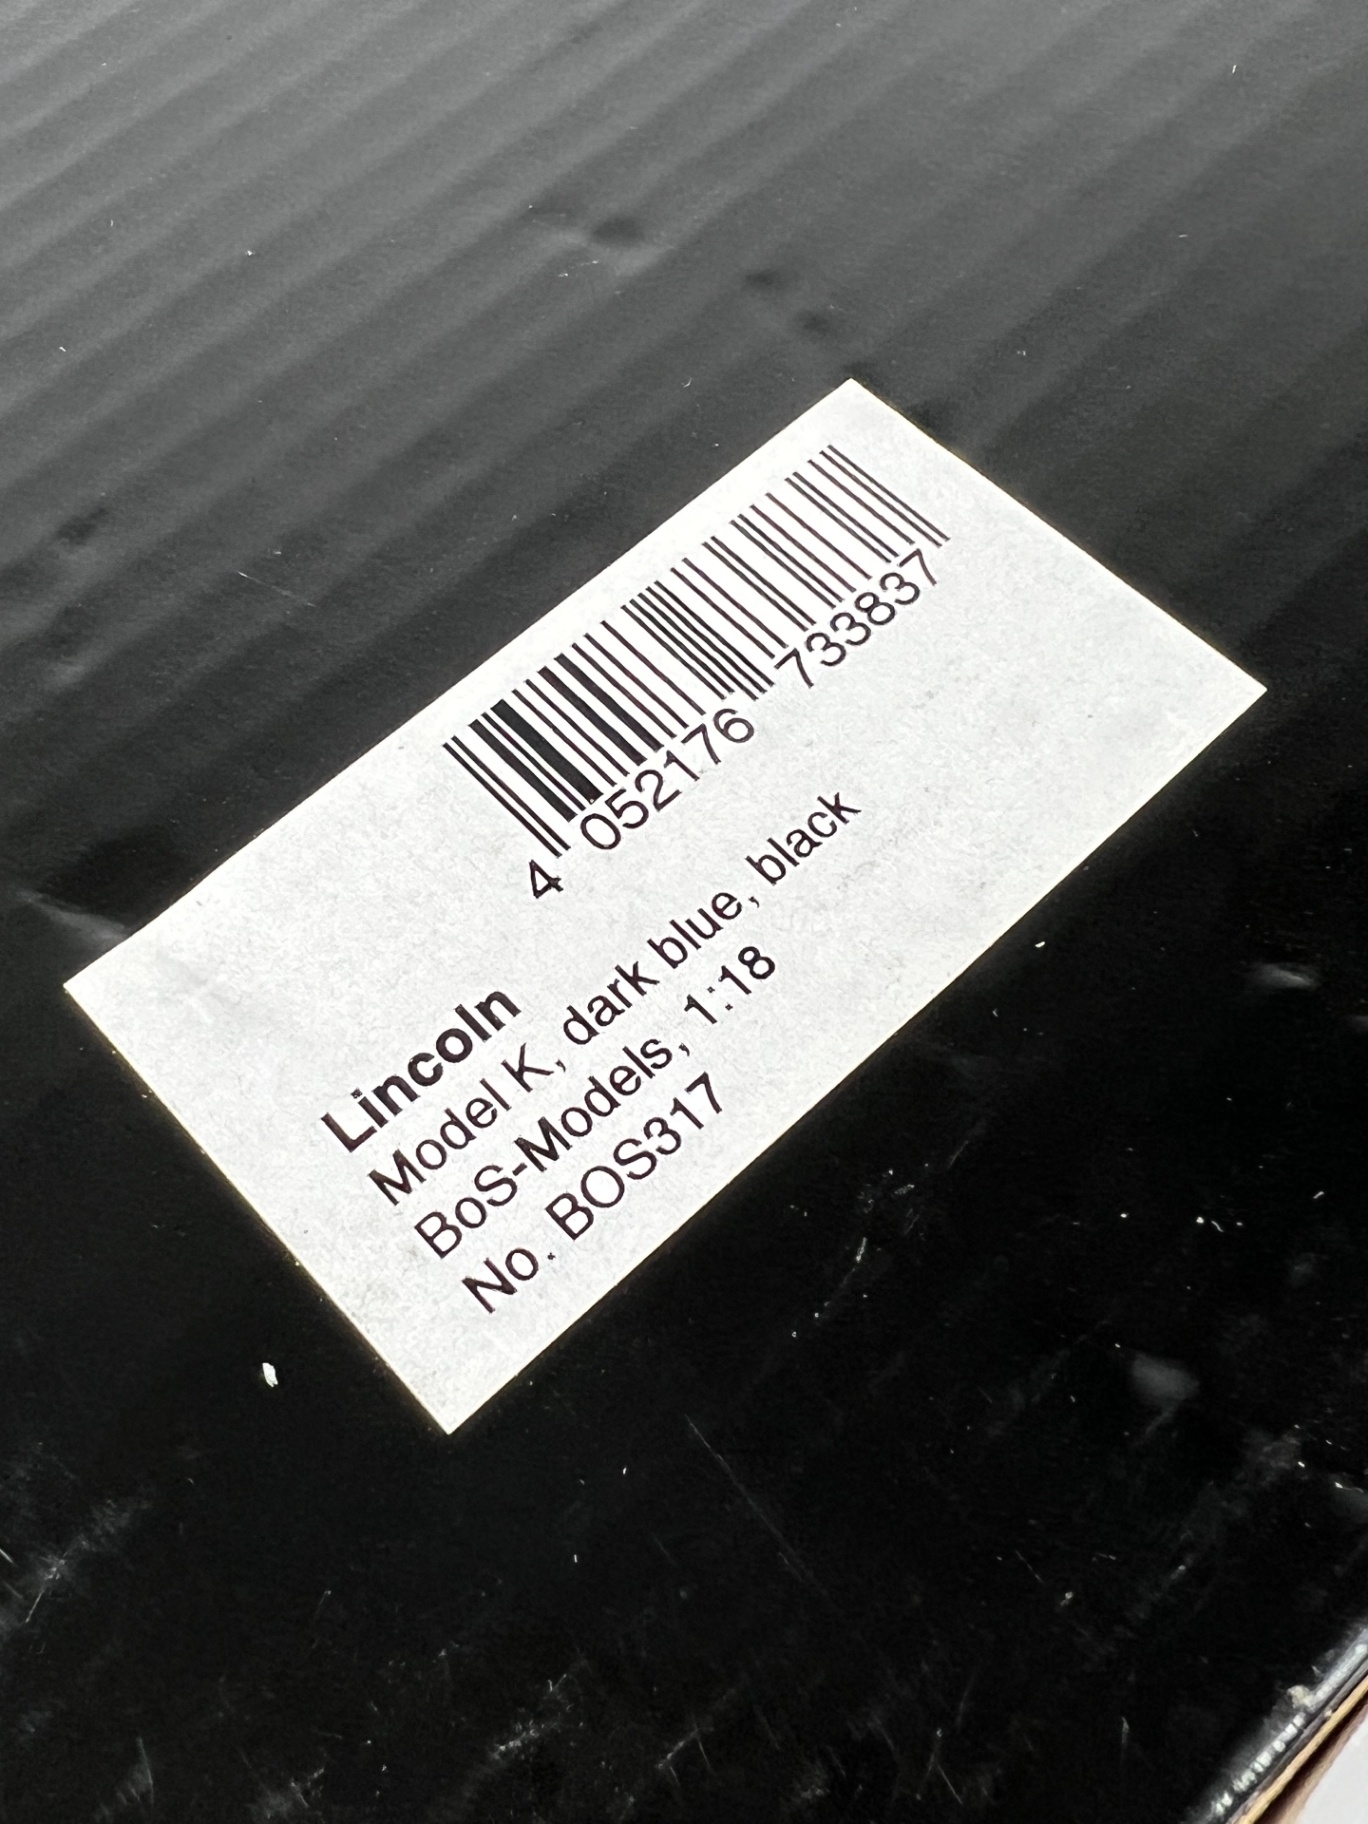 4 052176 733837
Lincoln
Model K, dark blue, black
BoS-Models, 1:18
No. BOS317